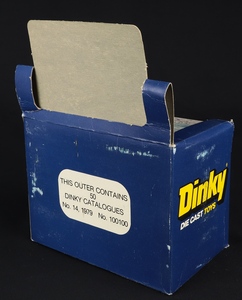 THIS OUTER CONTAINS
50
DINKY CATALOGUES
No. 14, 1979 No. 100100
Dinky
DIE CAST TOYS